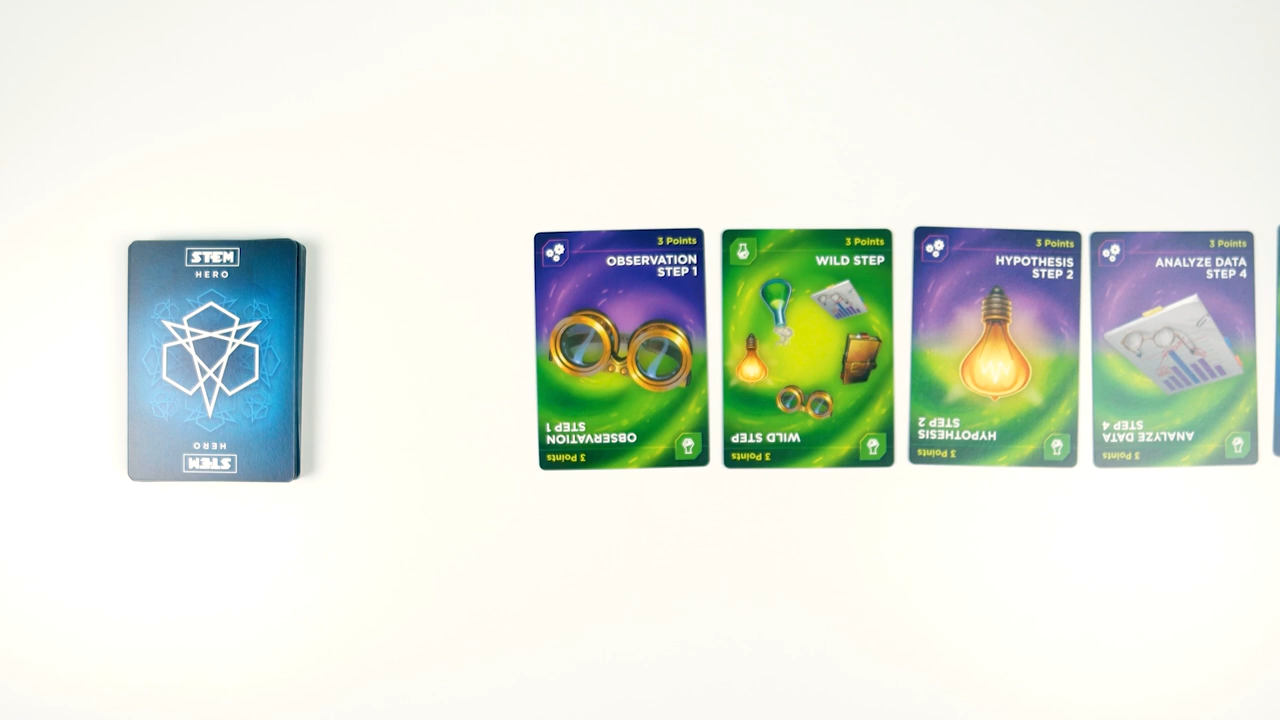 STEM
HERO
HERO
STEM
3 Points
OBSERVATION
STEP 1
OBSERVATION
STEP 1
3 Points
3 Points
WILD STEP
WILD STEP
3 Points
3 Points
HYPOTHESIS
STEP 2
HYPOTHESIS
STEP 2
3 Points
3 Points
ANALYZE DATA
STEP 4
ANALYZE DATA
STEP 4
3 Points